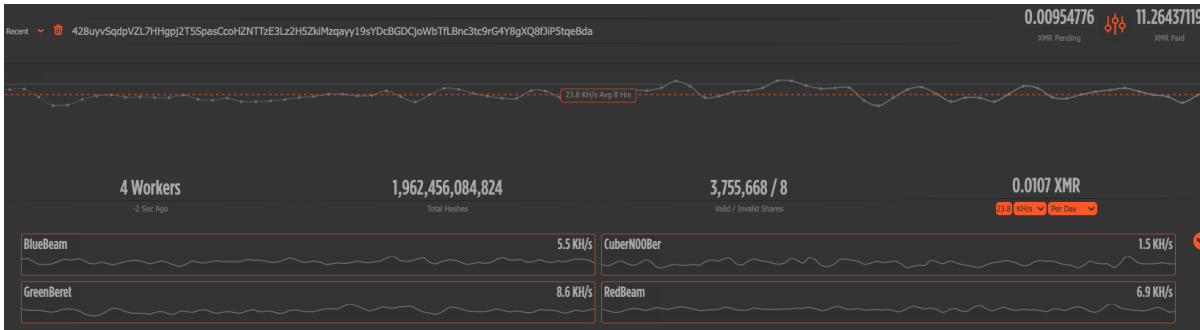 0.00954776
11.26437119
XMR Pending
XMR Paid
Recent
428uyvSqdpVZL7HHgpj2T5SpasCcoHZNTTzE3Lz2H5ZkiMzqayy19sYDcBGDCjoWbTfLBnc3tc9rG4Y8gXQ8fJiP5tqeBda
23.8 KH/s Avg 8 Hrs
4 Workers
-2 Sec Ago
1,962,456,084,824
Total Hashes
3,755,668 / 8
Valid / Invalid Shares
0.0107 XMR
23.8 KH/s Per Day
BlueBeam 5.5 KH/s
CuberN00Ber 1.5 KH/s
GreenBeret 8.6 KH/s
RedBeam 6.9 KH/s